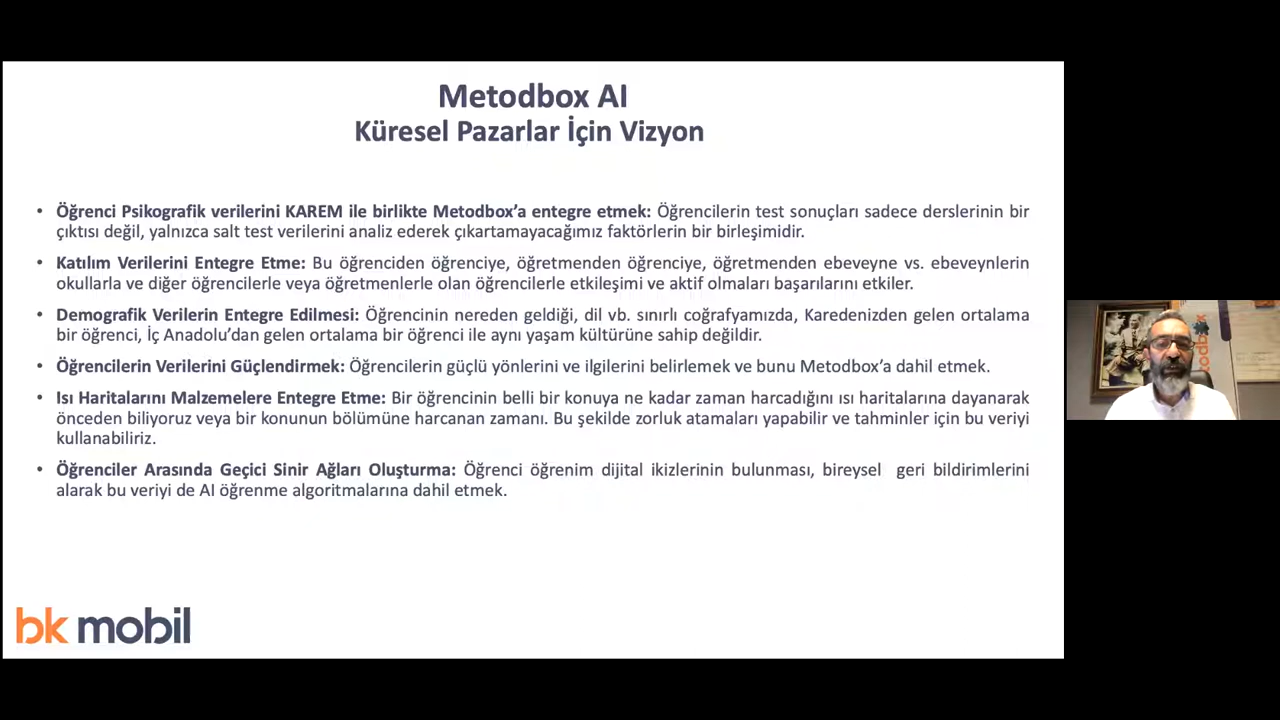 Metodbox AI
Küresel Pazarlar İçin Vizyon
• Öğrenci Psikografik verilerini KAREM ile birlikte Metodbox’a entegre etmek: Öğrencilerin test sonuçları sadece derslerinin bir
çıktısı değil, yalnızca salt test verilerini analiz ederek çıkartamayacağımız faktörlerin bir birleşimidir.
• Katılım Verilerini Entegre Etme: Bu öğrenciden öğrenciye, öğretmenden öğrenciye, öğretmenden ebeveyne vs. ebeveynlerin
okullarla ve diğer öğrencilerle veya öğretmenlerle olan öğrencilerle etkileşimi ve aktif olmaları başarılarını etkiler.
• Demografik Verilerin Entegre Edilmesi: Öğrencinin nereden geldiği, dil vb. sınırlı coğrafyamızda, Karedenizden gelen ortalama
bir öğrenci, İç Anadolu’dan gelen ortalama bir öğrenci ile aynı yaşam kültürüne sahip değildir.
• Öğrencilerin Verilerini Güçlendirmek: Öğrencilerin güçlü yönlerini ve ilgilerini belirlemek ve bunu Metodbox’a dahil etmek.
• Isı Haritalarını Malzemelere Entegre Etme: Bir öğrencinin belli bir konuya ne kadar zaman harcadığını ısı haritalarına dayanarak
önceden biliyoruz veya bir konunun bölümüne harcanan zamanı. Bu şekilde zorluk atamaları yapabilir ve tahminler için bu veriyi
kullanabiliriz.
• Öğrenciler Arasında Geçici Sinir Ağları Oluşturma: Öğrenci öğrenim dijital ikizlerinin bulunması, bireysel geri bildirimlerini
alarak bu veriyi de AI öğrenme algoritmalarına dahil etmek.
bk mobil